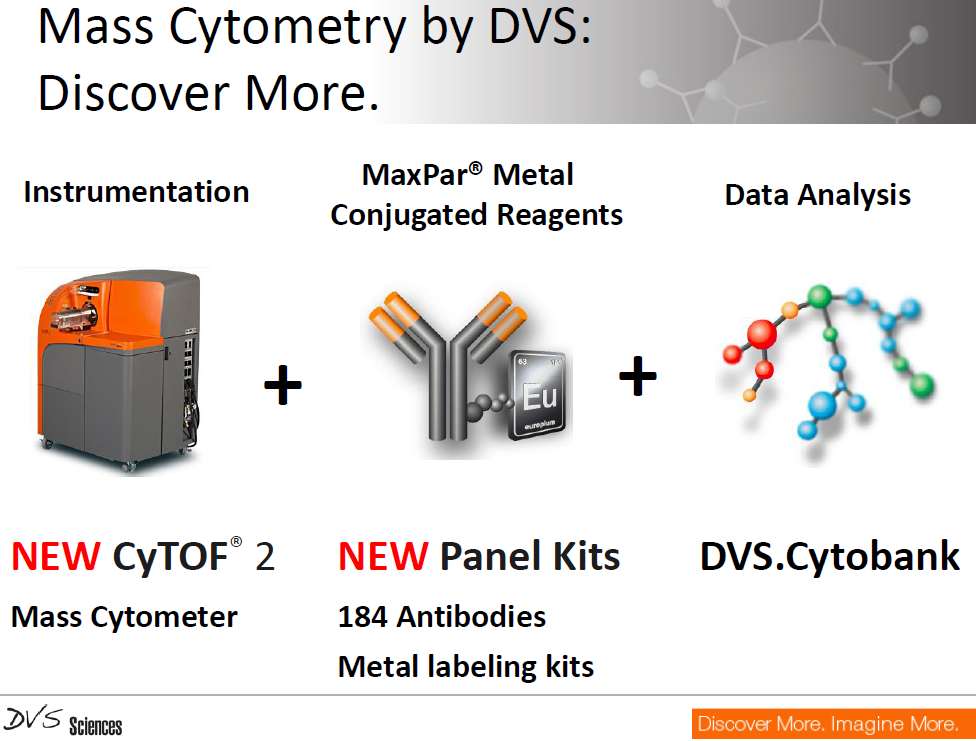 Mass Cytometry by DVS:
Discover More.
Instrumentation
MaxPar® Metal
Conjugated Reagents
Data Analysis
+
+
63
Eu
europium
NEW CyTOF® 2
Mass Cytometer
NEW Panel Kits
184 Antibodies
Metal labeling kits
DVS.Cytobank
DVS Sciences
Discover More. Imagine More.